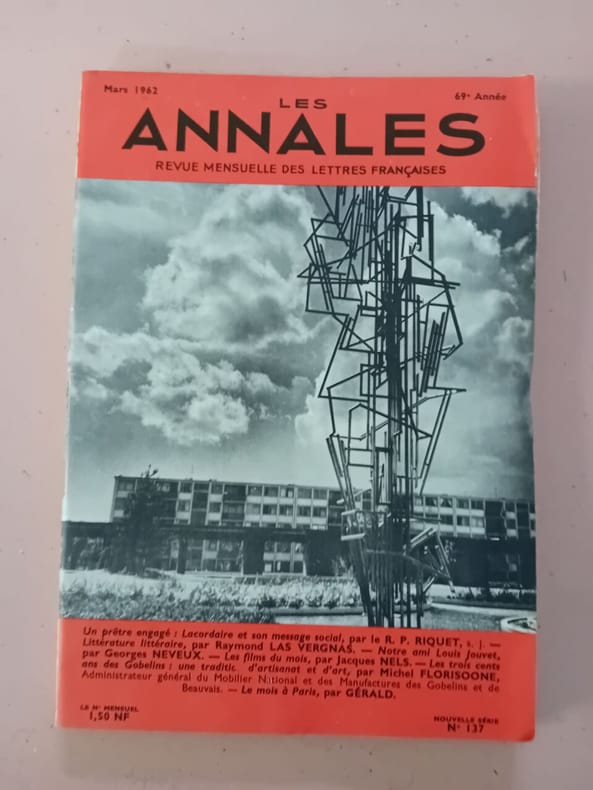 Mars 1962
69e Année
LES
ANNALES
REVUE MENSUELLE DES LETTRES FRANÇAISES
Un prêtre engagé : Lacordaire et son message social, par le R. P. RIQUET, s. j. —
Littérature littéraire, par Raymond LAS VERGNAS. — Notre ami Louis Jouvet,
par Georges NEVEUX. — Les films du mois, par Jacques NELS. — Les trois cents
ans des Gobelins : une traditic d'artisanat et d'art, par Michel FLORISOONE,
Administrateur général du Mobilier National et des Manufactures des Gobelins et de
Beauvais. — Le mois à Paris, par GÉRALD.
LE No MENSUEL
1,50 NF
NOUVELLE SÉRIE
No 137